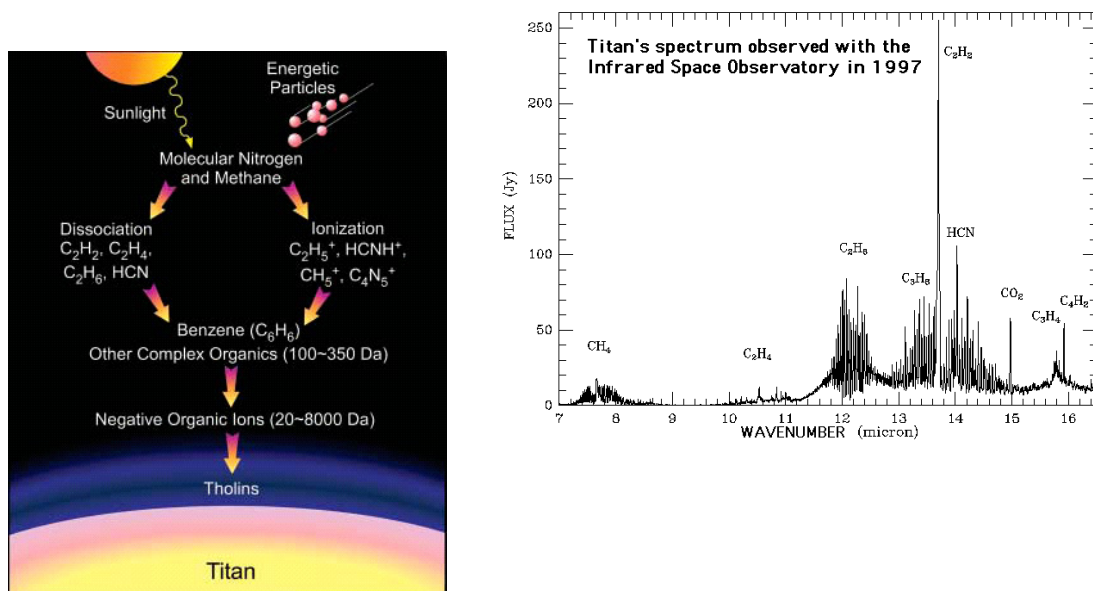 Energetic
Particles
Sunlight
Molecular Nitrogen
and Methane
Dissociation
C₂H₂, C₂H₄,
C₂H₆, HCN
Ionization
C₂H₅⁺, HCNH⁺,
CH₅⁺, C₄N₅⁺
Benzene (C₆H₆)
Other Complex Organics (100~350 Da)
Negative Organic Ions (20~8000 Da)
Tholins
Titan
Titan's spectrum observed with the
Infrared Space Observatory in 1997
FLUX (Jy)
250
200
150
100
50
0
CH₄
C₂H₄
C₂H₆
C₃H₈
C₂H₂
HCN
CO₂
C₃H₄
C₄H₂
7 8 9 10 11 12 13 14 15 16
WAVENUMBER (micron)